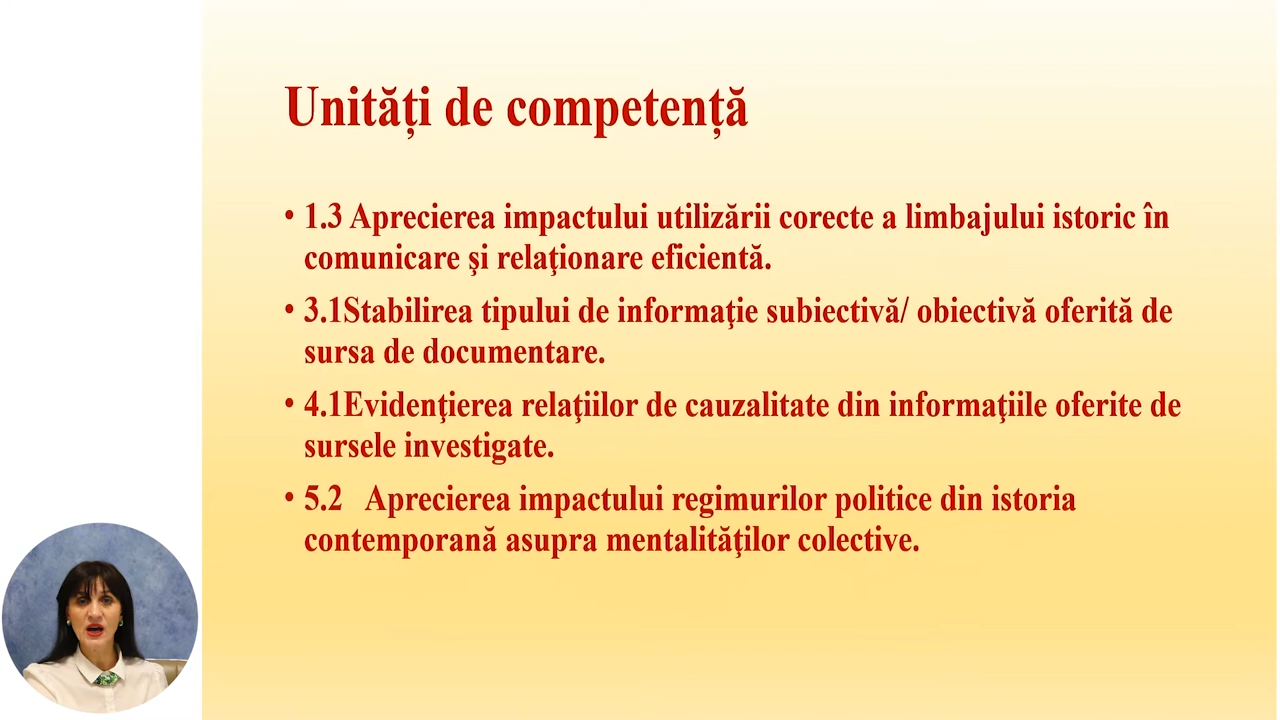 Unități de competență
• 1.3 Aprecierea impactului utilizării corecte a limbajului istoric în
comunicare şi relaţionare eficientă.
• 3.1Stabilirea tipului de informaţie subiectivă/ obiectivă oferită de
sursa de documentare.
• 4.1Evidenţierea relaţiilor de cauzalitate din informaţiile oferite de
sursele investigate.
• 5.2   Aprecierea impactului regimurilor politice din istoria
contemporană asupra mentalităţilor colective.